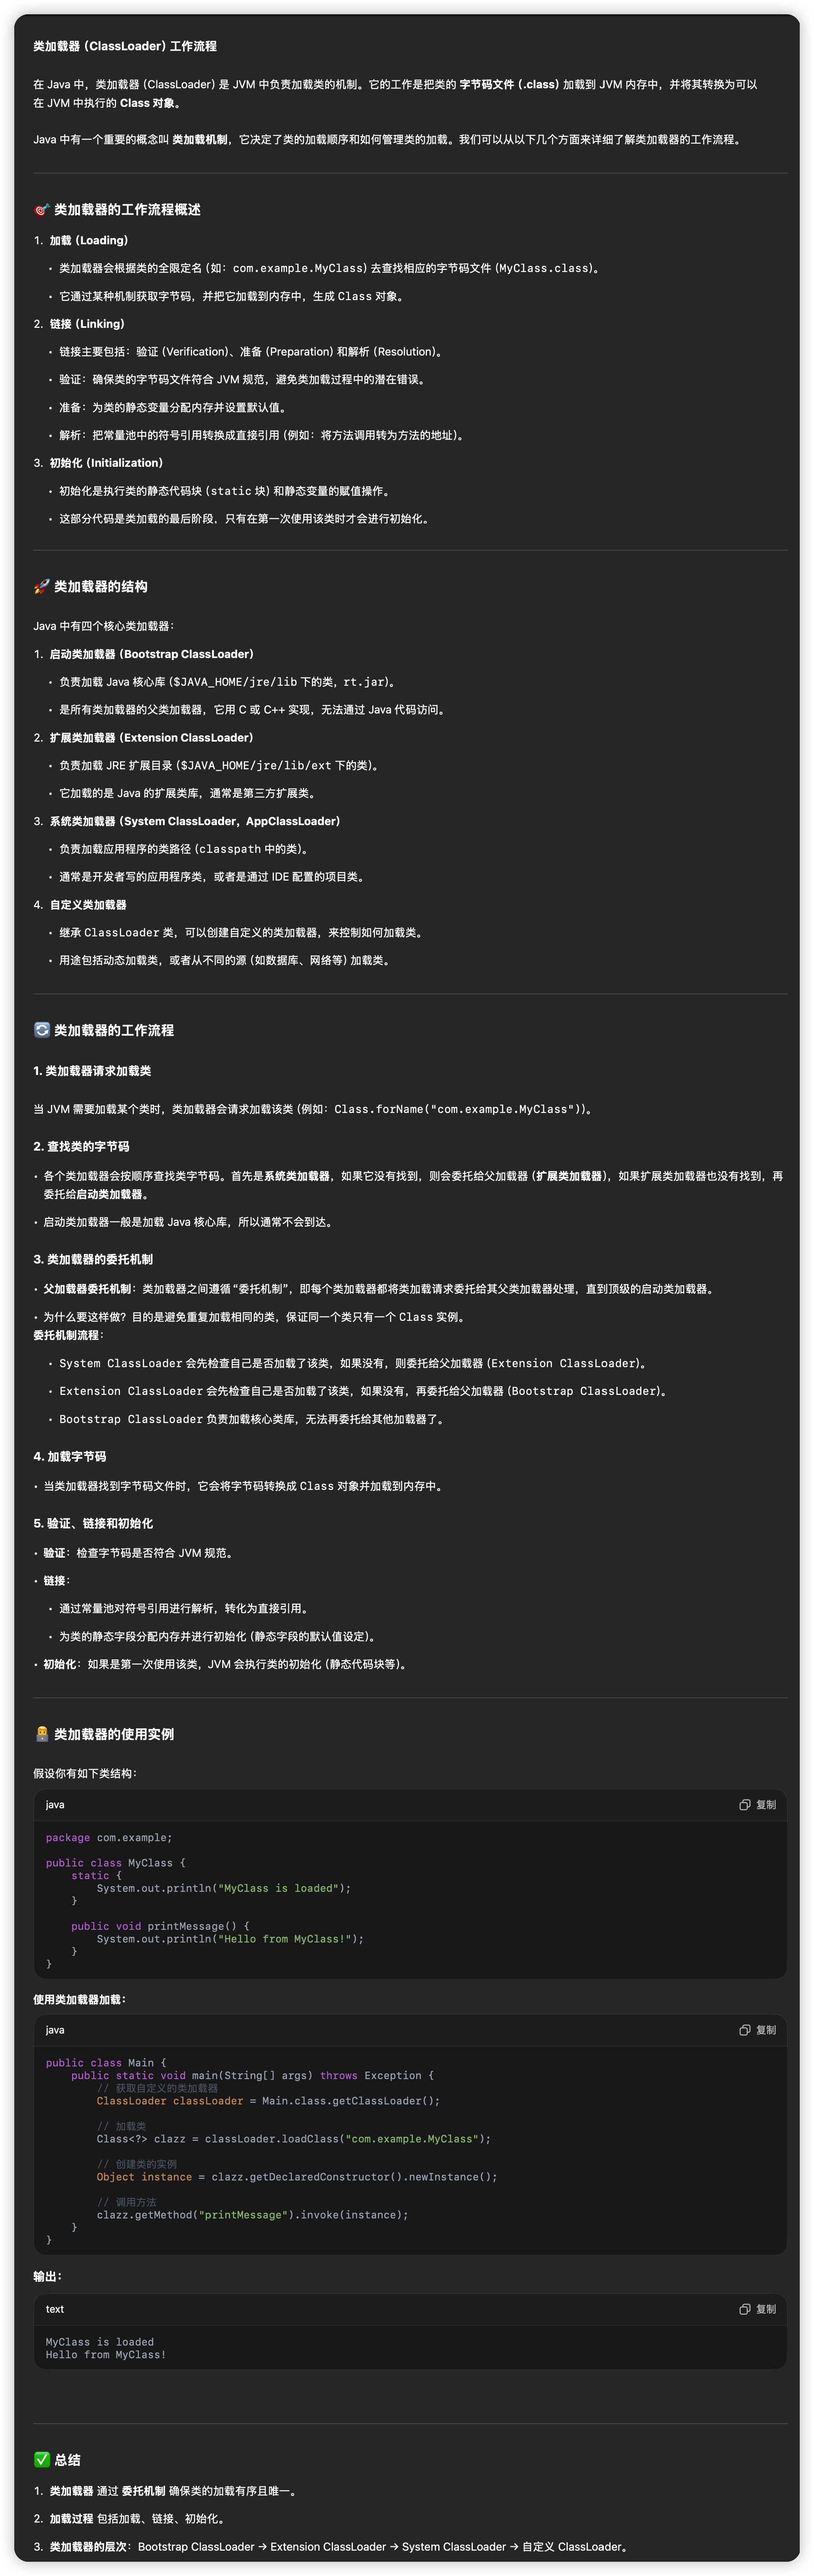 类加载器 (ClassLoader) 工作流程
在 Java 中，类加载器 (ClassLoader) 是 JVM 中负责加载类的机制。它的工作是把类的 字节码文件 (.class) 加载到 JVM 内存中，并将其转换为可以
在 JVM 中执行的 Class 对象。
Java 中有一个重要的概念叫 类加载机制，它决定了类的加载顺序和如何管理类的加载。我们可以从以下几个方面来详细了解类加载器的工作流程。
🎯 类加载器的工作流程概述
1. 加载 (Loading)
• 类加载器会根据类的全限定名 (如：com.example.MyClass) 去查找相应的字节码文件 (MyClass.class)。
• 它通过某种机制获取字节码，并把它加载到内存中，生成 Class 对象。
2. 链接 (Linking)
• 链接主要包括：验证 (Verification)、准备 (Preparation) 和解析 (Resolution)。
• 验证：确保类的字节码文件符合 JVM 规范，避免类加载过程中的潜在错误。
• 准备：为类的静态变量分配内存并设置默认值。
• 解析：把常量池中的符号引用转换成直接引用 (例如：将方法调用转为方法的地址)。
3. 初始化 (Initialization)
• 初始化是执行类的静态代码块 (static 块) 和静态变量的赋值操作。
• 这部分代码是类加载的最后阶段，只有在第一次使用该类时才会进行初始化。
🚀 类加载器的结构
Java 中有四个核心类加载器：
1. 启动类加载器 (Bootstrap ClassLoader)
• 负责加载 Java 核心库 ($JAVA_HOME/jre/lib 下的类，rt.jar)。
• 是所有类加载器的父类加载器，它用 C 或 C++ 实现，无法通过 Java 代码访问。
2. 扩展类加载器 (Extension ClassLoader)
• 负责加载 JRE 扩展目录 ($JAVA_HOME/jre/lib/ext 下的类)。
• 它加载的是 Java 的扩展类库，通常是第三方扩展类。
3. 系统类加载器 (System ClassLoader，AppClassLoader)
• 负责加载应用程序的类路径 (classpath 中的类)。
• 通常是开发者写的应用程序类，或者是通过 IDE 配置的项目类。
4. 自定义类加载器
• 继承 ClassLoader 类，可以创建自定义的类加载器，来控制如何加载类。
• 用途包括动态加载类，或者从不同的源 (如数据库、网络等) 加载类。
🔄 类加载器的工作流程
1. 类加载器请求加载类
当 JVM 需要加载某个类时，类加载器会请求加载该类 (例如：Class.forName("com.example.MyClass"))。
2. 查找类的字节码
• 各个类加载器会按顺序查找类字节码。首先是系统类加载器，如果它没有找到，则会委托给父加载器 (扩展类加载器)，如果扩展类加载器也没有找到，再
委托给启动类加载器。
• 启动类加载器一般是加载 Java 核心库，所以通常不会到达。
3. 类加载器的委托机制
• 父加载器委托机制：类加载器之间遵循 “委托机制”，即每个类加载器都将类加载请求委托给其父类加载器处理，直到顶级的启动类加载器。
• 为什么要这样做？目的是避免重复加载相同的类，保证同一个类只有一个 Class 实例。
委托机制流程：
• System ClassLoader 会先检查自己是否加载了该类，如果没有，则委托给父加载器 (Extension ClassLoader)。
• Extension ClassLoader 会先检查自己是否加载了该类，如果没有，再委托给父加载器 (Bootstrap ClassLoader)。
• Bootstrap ClassLoader 负责加载核心类库，无法再委托给其他加载器了。
4. 加载字节码
• 当类加载器找到字节码文件时，它会将字节码转换成 Class 对象并加载到内存中。
5. 验证、链接和初始化
• 验证：检查字节码是否符合 JVM 规范。
• 链接：
• 通过常量池对符号引用进行解析，转化为直接引用。
• 为类的静态字段分配内存并进行初始化 (静态字段的默认值设定)。
• 初始化：如果是第一次使用该类，JVM 会执行类的初始化 (静态代码块等)。
🧑‍💻 类加载器的使用实例
假设你有如下类结构：
java 复制
package com.example;
public class MyClass {
static {
System.out.println("MyClass is loaded");
}
public void printMessage() {
System.out.println("Hello from MyClass!");
}
}
使用类加载器加载：
java 复制
public class Main {
public static void main(String[] args) throws Exception {
// 获取自定义的类加载器
ClassLoader classLoader = Main.class.getClassLoader();
// 加载类
Class<?> clazz = classLoader.loadClass("com.example.MyClass");
// 创建类的实例
Object instance = clazz.getDeclaredConstructor().newInstance();
// 调用方法
clazz.getMethod("printMessage").invoke(instance);
}
}
输出：
text 复制
MyClass is loaded
Hello from MyClass!
✅ 总结
1. 类加载器 通过 委托机制 确保类的加载有序且唯一。
2. 加载过程 包括加载、链接、初始化。
3. 类加载器的层次：Bootstrap ClassLoader → Extension ClassLoader → System ClassLoader → 自定义 ClassLoader。